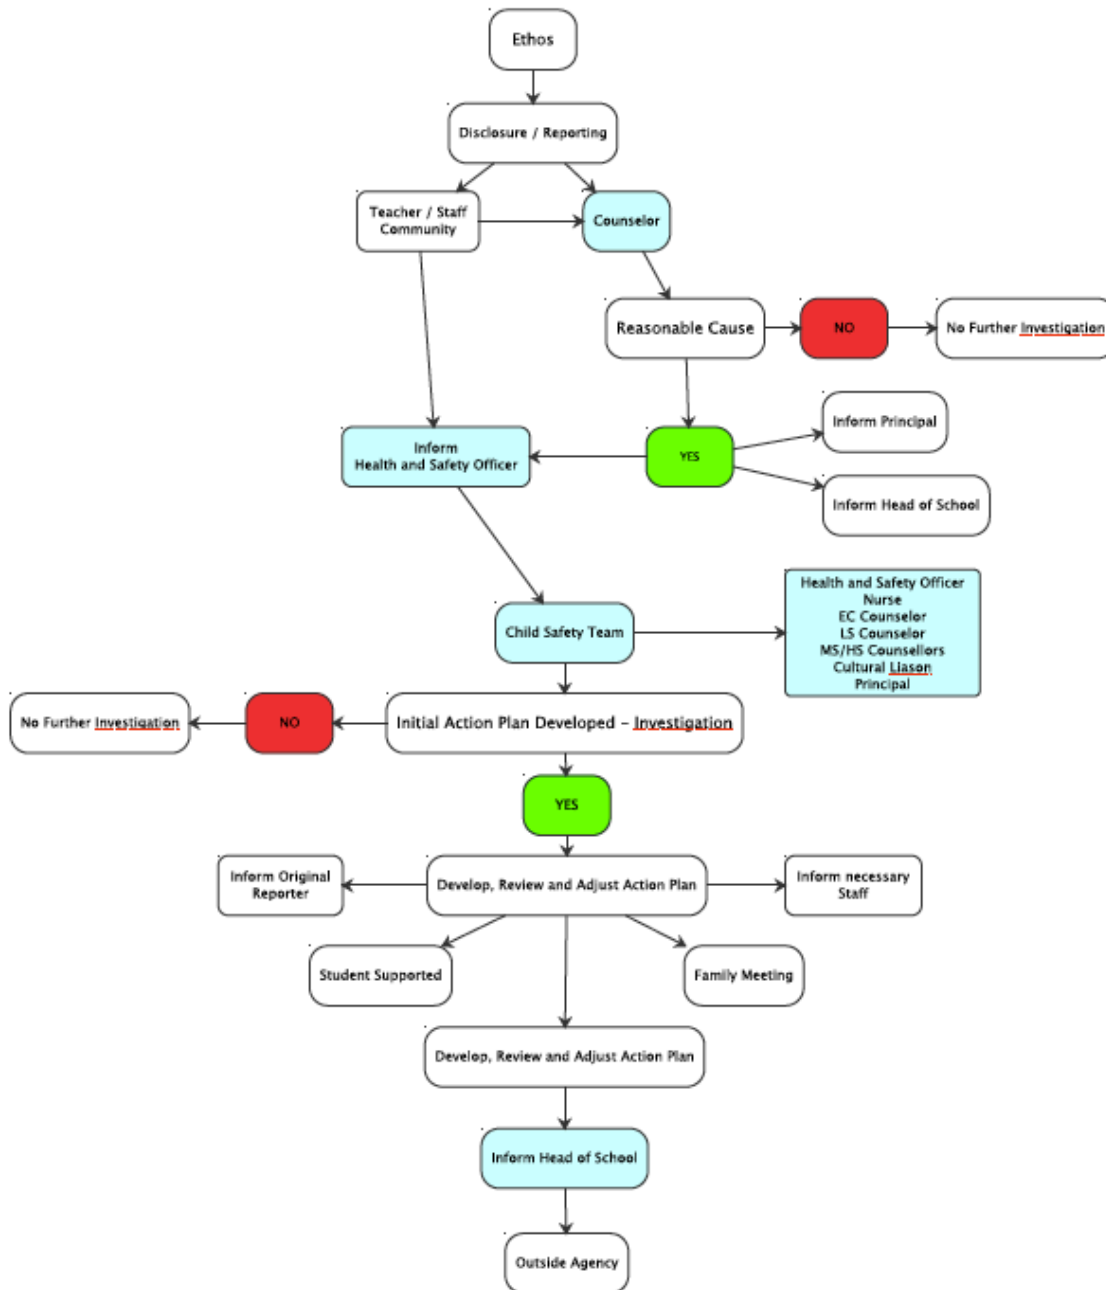 Ethos
Disclosure / Reporting
Teacher / Staff
Community
Counselor
Reasonable Cause
NO
No Further Investigation
Inform Principal
Inform
Health and Safety Officer
YES
Inform Head of School
Health and Safety Officer
Nurse
EC Counselor
LS Counselor
MS/HS Counsellors
Cultural Liason
Principal
Child Safety Team
No Further Investigation
NO
Initial Action Plan Developed - Investigation
YES
Inform Original
Reporter
Develop, Review and Adjust Action Plan
Inform necessary
Staff
Student Supported
Family Meeting
Develop, Review and Adjust Action Plan
Inform Head of School
Outside Agency